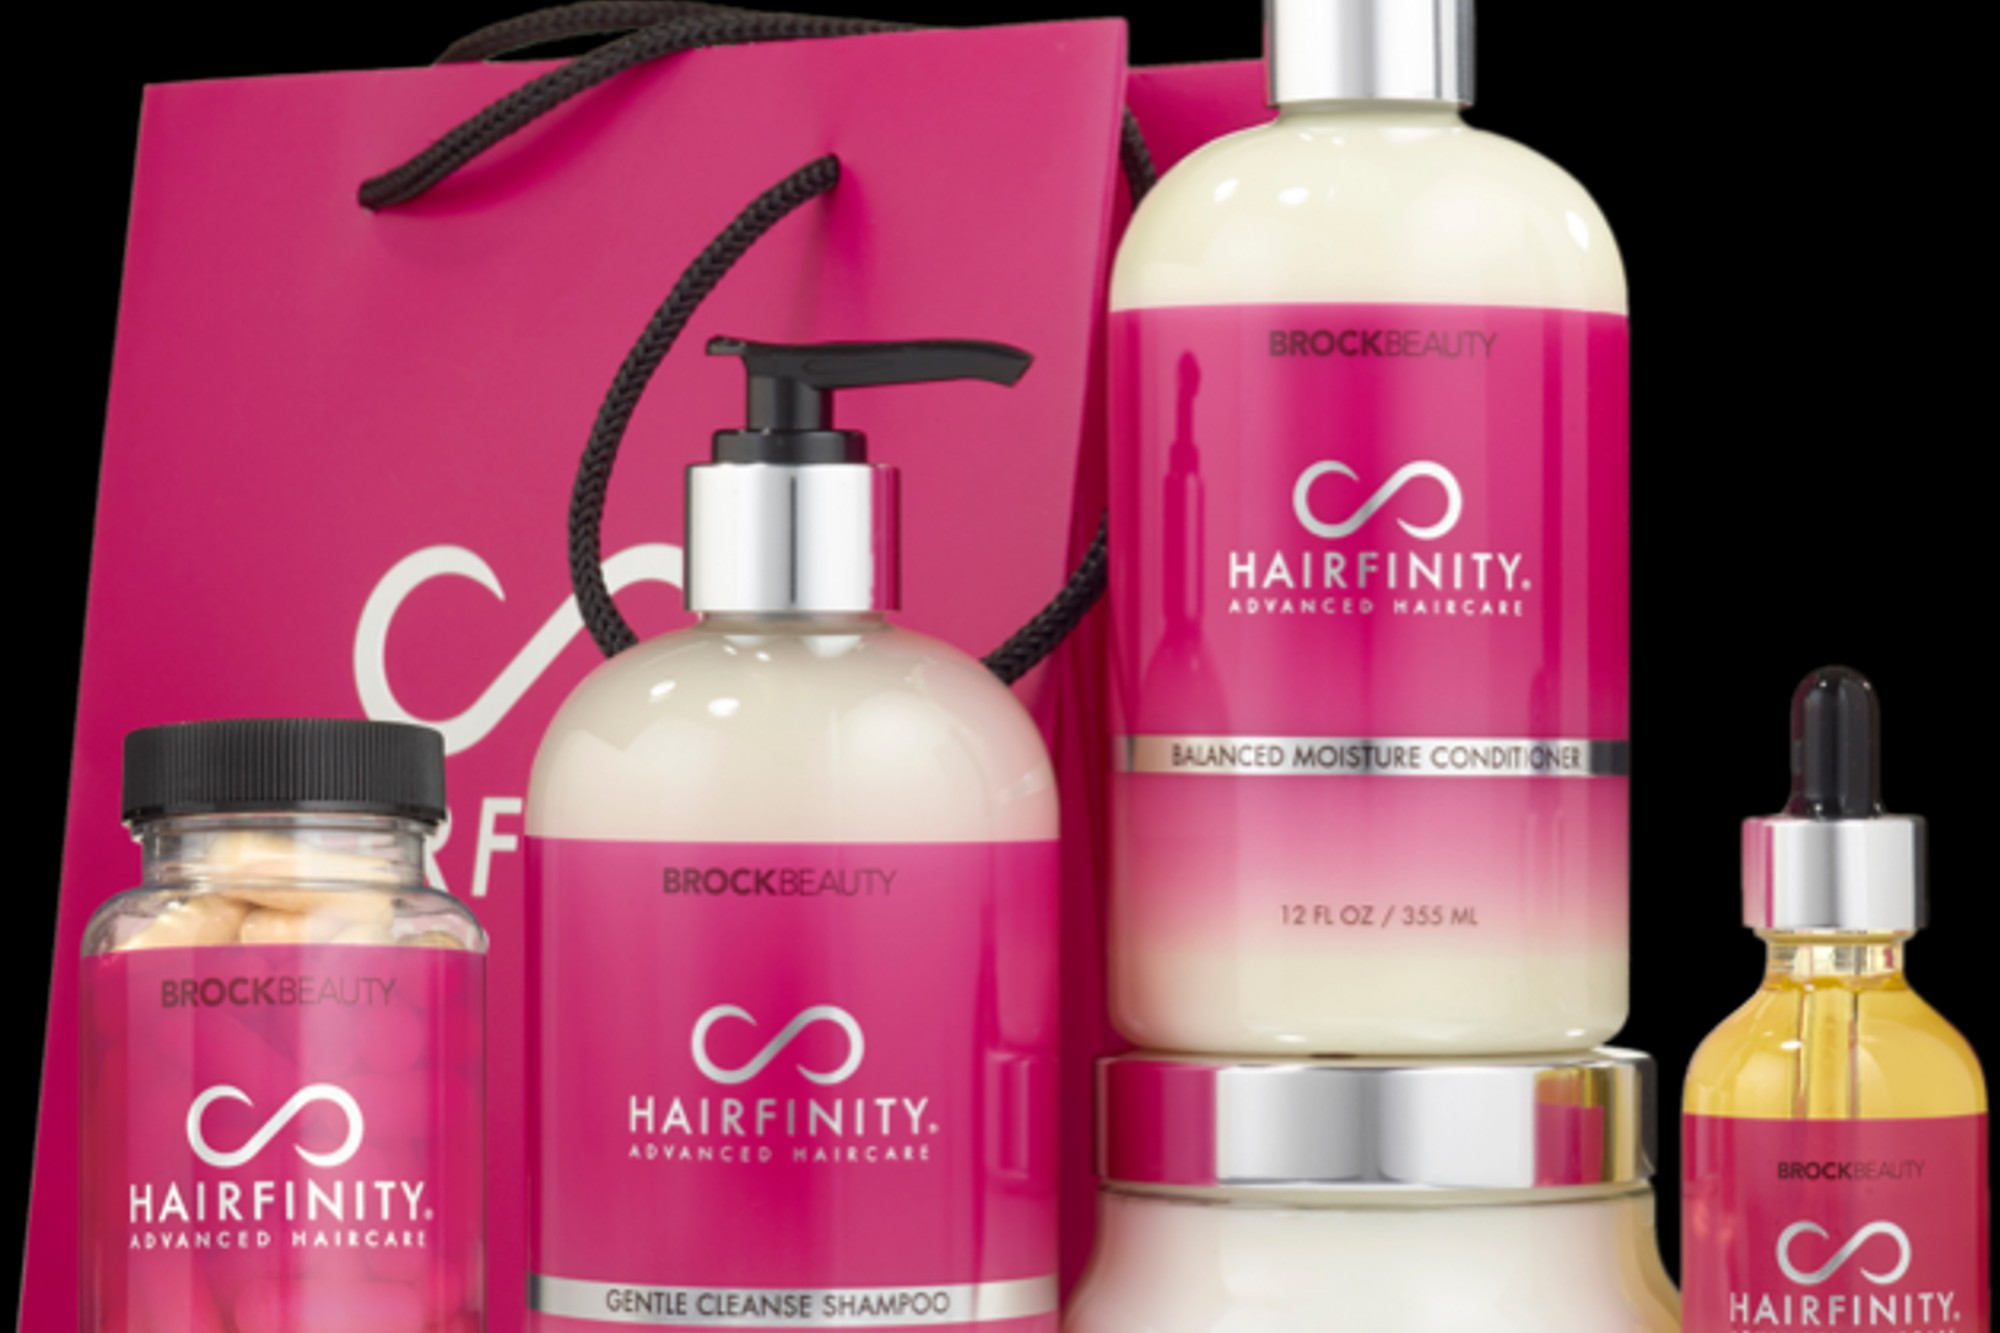 RF
BROCKBEAUTY
HAIRFINITY.
ADVANCED HAIRCARE
BROCKBEAUTY
HAIRFINITY.
ADVANCED HAIRCARE
GENTLE CLEANSE SHAMPOO
BROCKBEAUTY
HAIRFINITY.
ADVANCED HAIRCARE
BALANCED MOISTURE CONDITIONER
12 FL OZ / 355 ML
BROCKBEAUTY
HAIRFINITY.